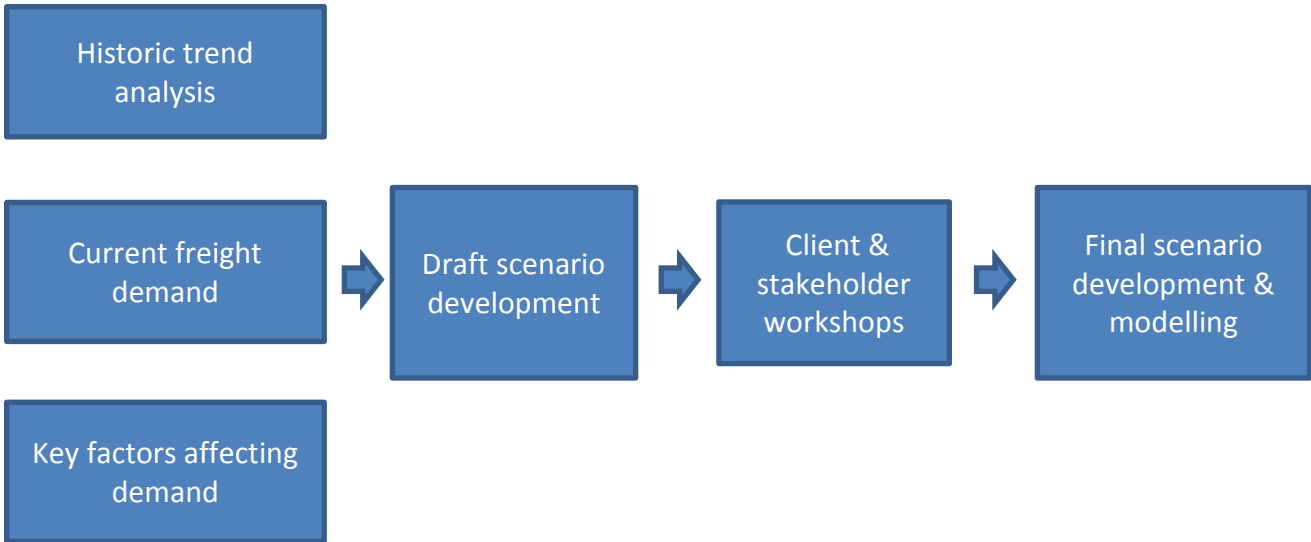 Historic trend
analysis
Current freight
demand
Key factors affecting
demand
Draft scenario
development
Client &
stakeholder
workshops
Final scenario
development &
modelling